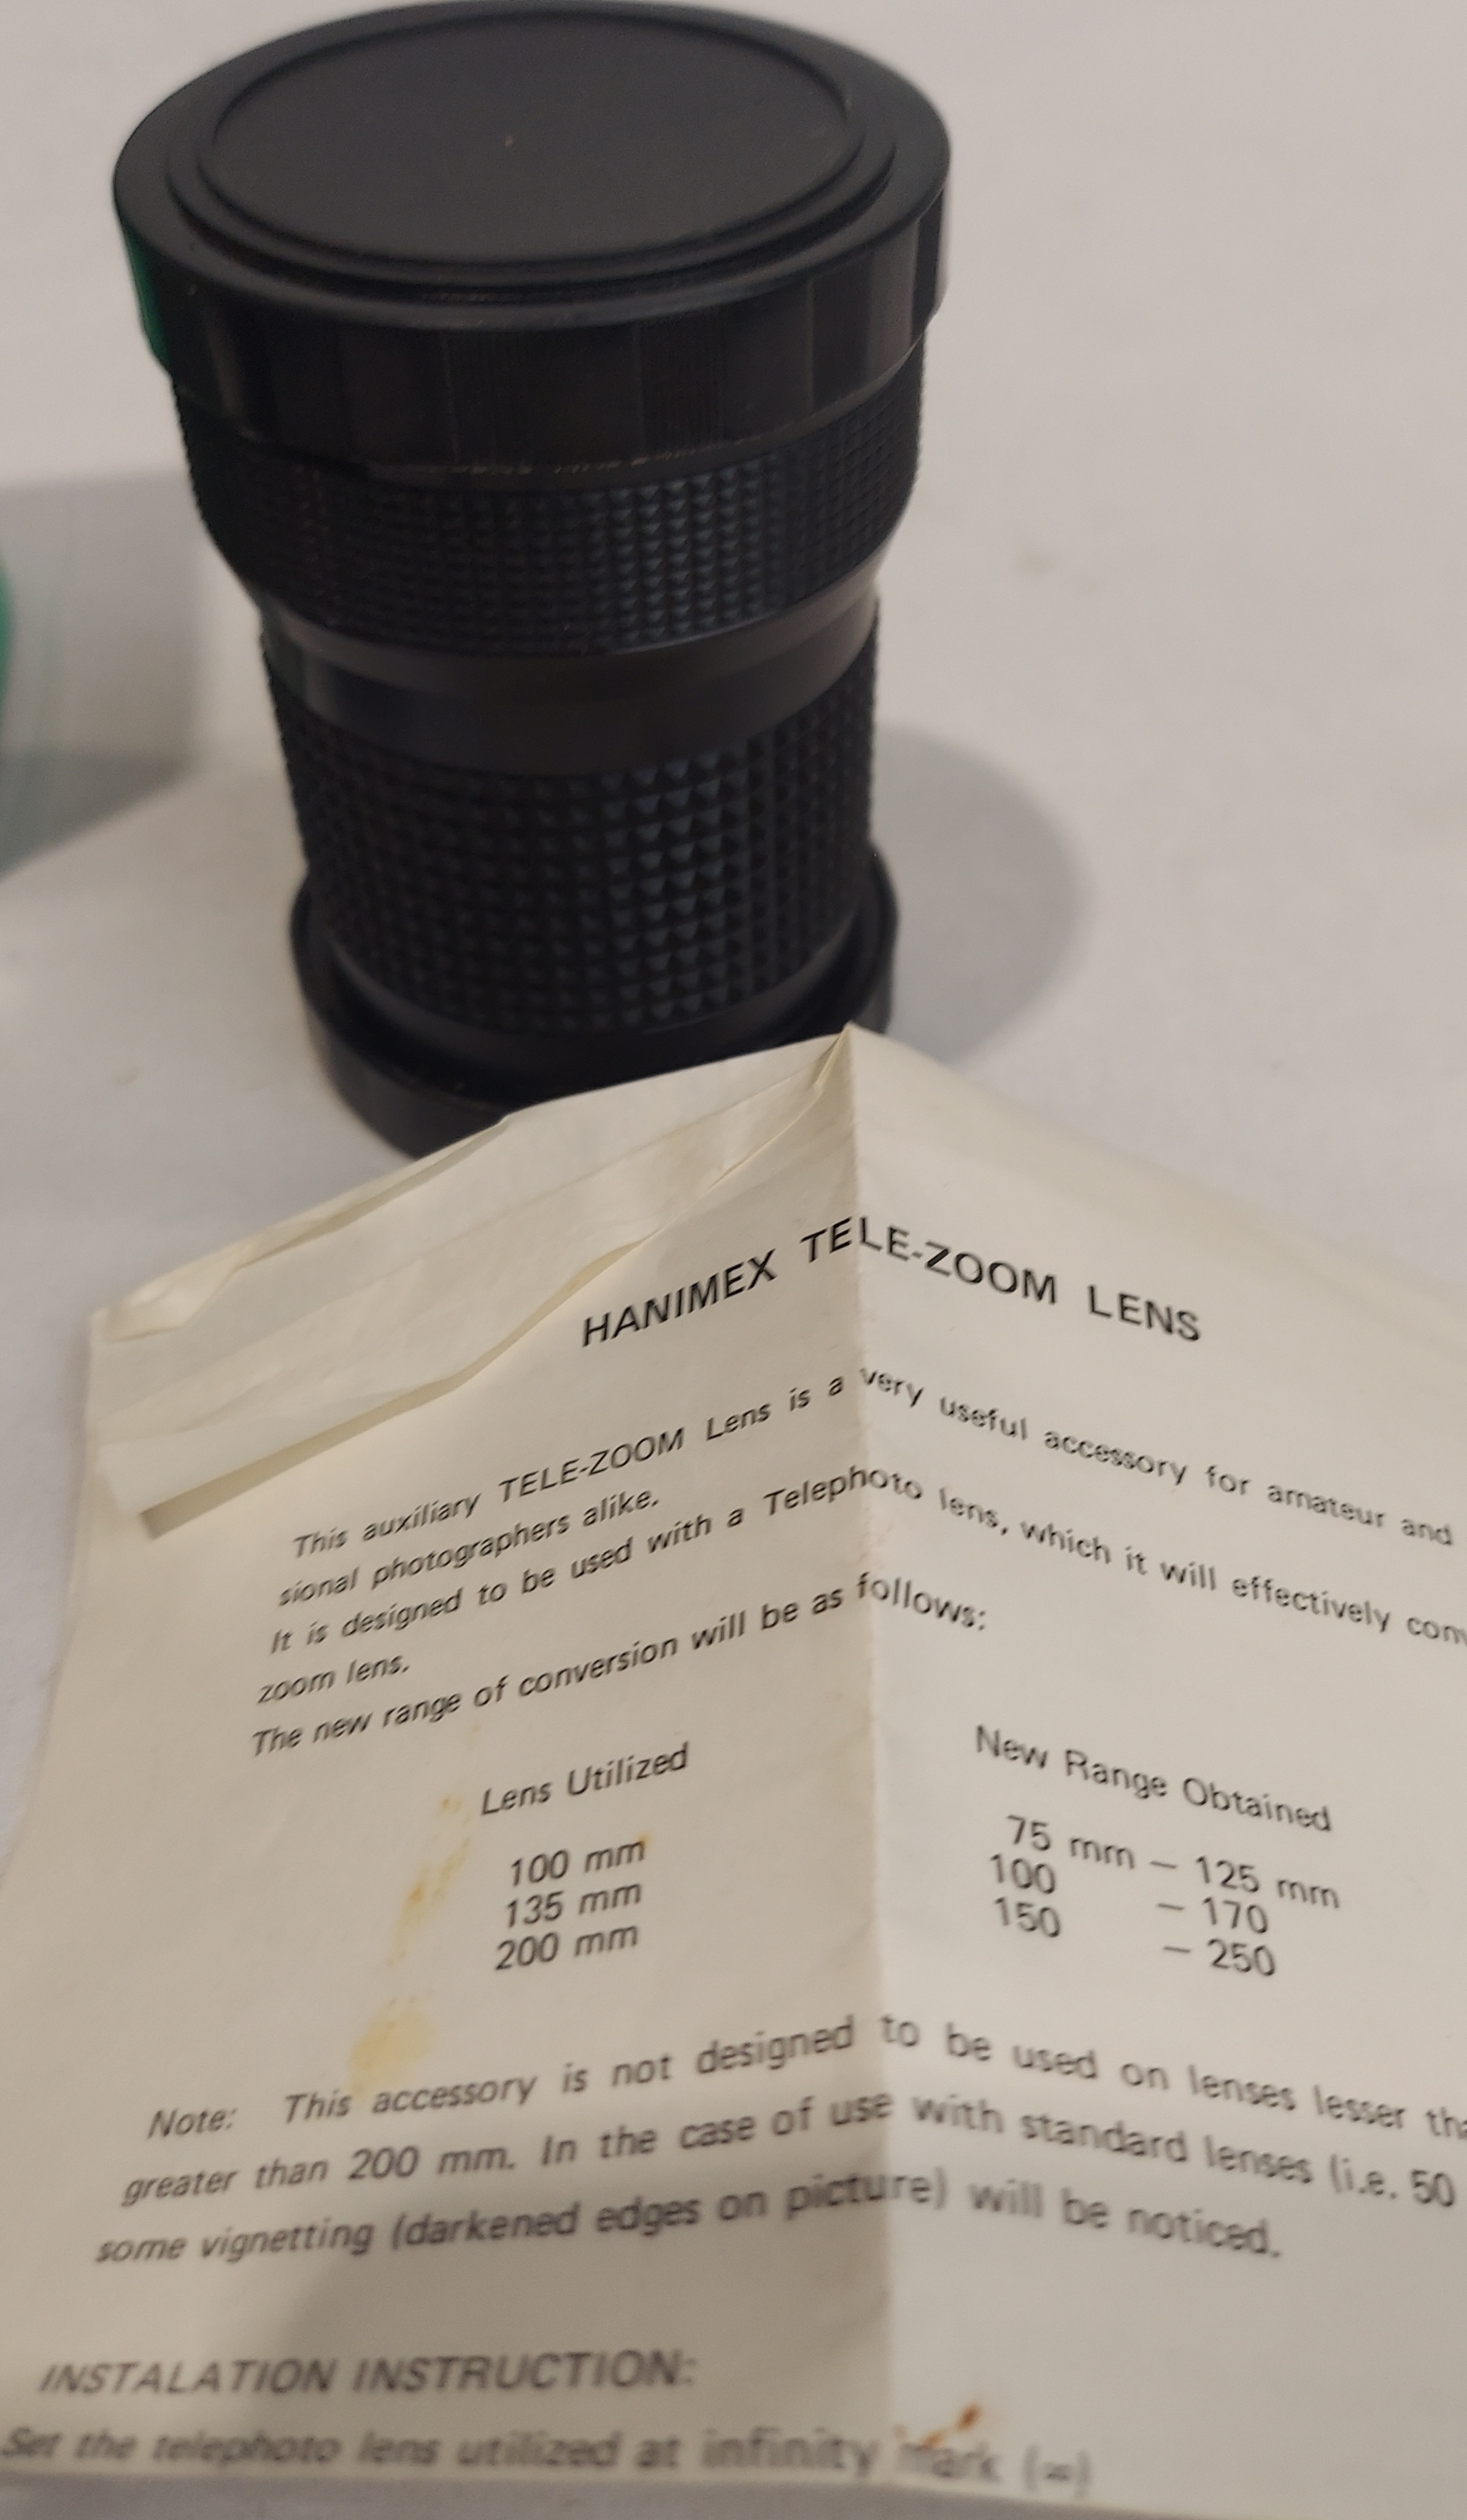 HANIMEX TELE-ZOOM LENS
This auxiliary TELE-ZOOM Lens is a very useful accessory for amateur and
sional photographers alike.
It is designed to be used with a Telephoto lens, which it will effectively
zoom lens.
The new range of conversion will be as follows:
Lens Utilized New Range Obtained
100 mm 75 mm – 125 mm
135 mm 100 – 170
200 mm 150 – 250
Note: This accessory is not designed to be used on lenses lesser
greater than 200 mm. In the case of use with standard lenses (i.e. 50
some vignetting (darkened edges on picture) will be noticed.
INSTALATION INSTRUCTION:
Set the telephoto lens utilized at infinity mark (∞)